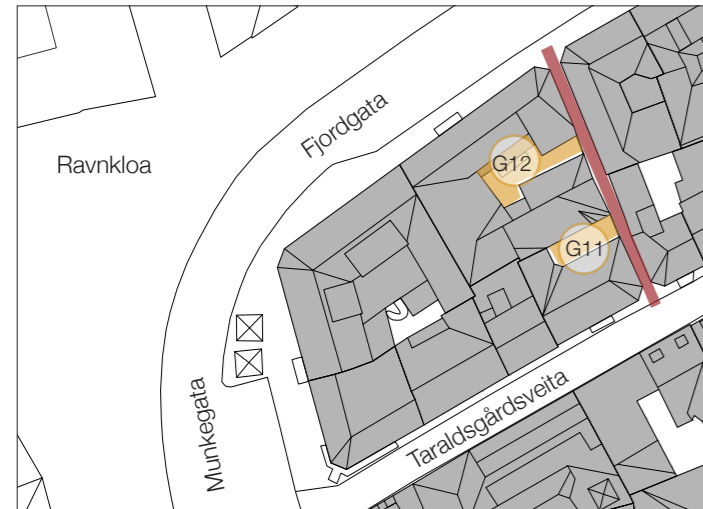 Fjordgata
Ravnkloa
G12
G11
Munkegata
Taraldsgårdsveita